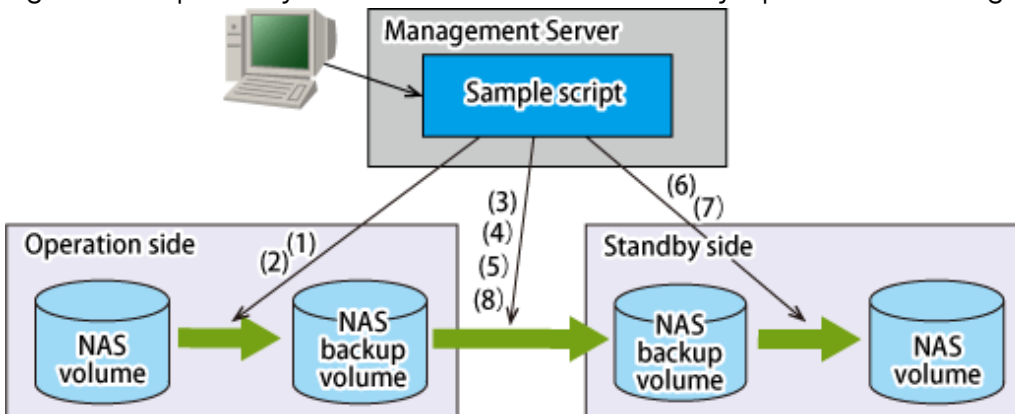 Management Server
Sample script
(1)
(2)
(3)
(4)
(5)
(8)
(6)
(7)
Operation side
NAS
volume
NAS
backup
volume
Standby side
NAS
backup
volume
NAS
volume